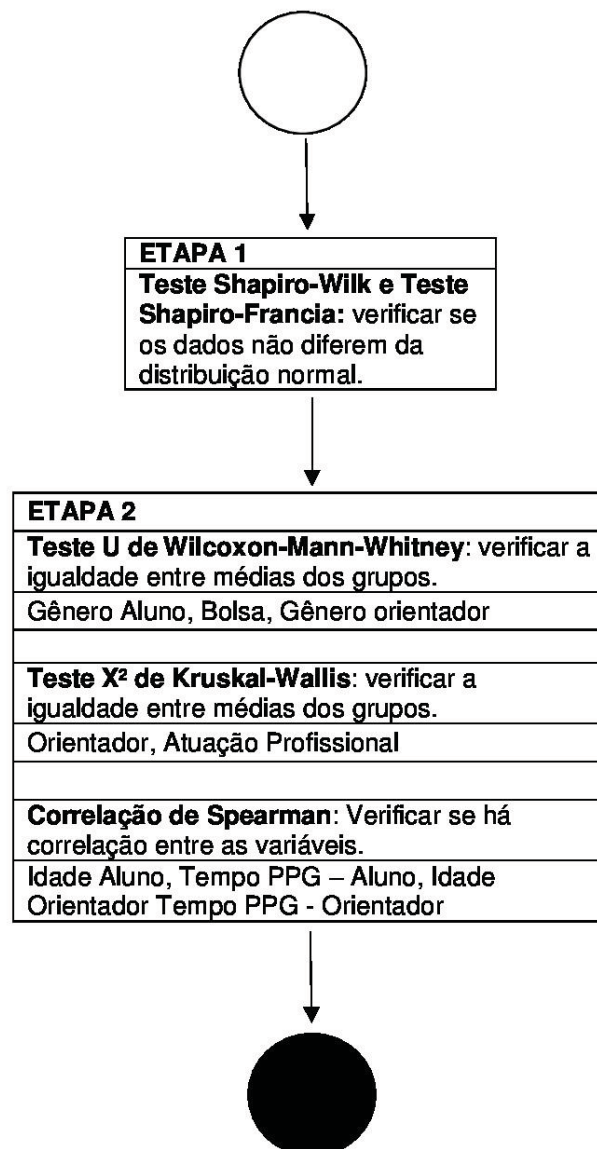 ETAPA 1
Teste Shapiro-Wilk e Teste
Shapiro-Francia: verificar se
os dados não diferem da
distribuição normal.
ETAPA 2
Teste U de Wilcoxon-Mann-Whitney: verificar a
igualdade entre médias dos grupos.
Gênero Aluno, Bolsa, Gênero orientador
Teste X² de Kruskal-Wallis: verificar a
igualdade entre médias dos grupos.
Orientador, Atuação Profissional
Correlação de Spearman: Verificar se há
correlação entre as variáveis.
Idade Aluno, Tempo PPG – Aluno, Idade
Orientador Tempo PPG - Orientador